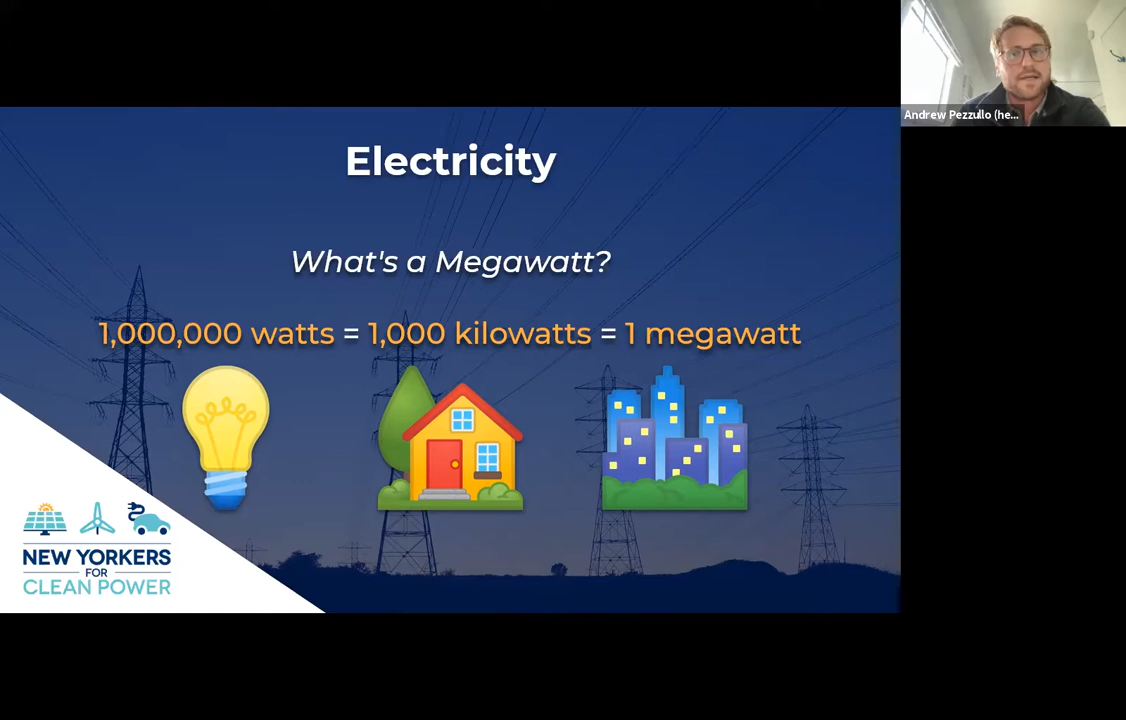 Andrew Pezzullo (he...
Electricity
What's a Megawatt?
1,000,000 watts = 1,000 kilowatts = 1 megawatt
NEW YORKERS
FOR
CLEAN POWER